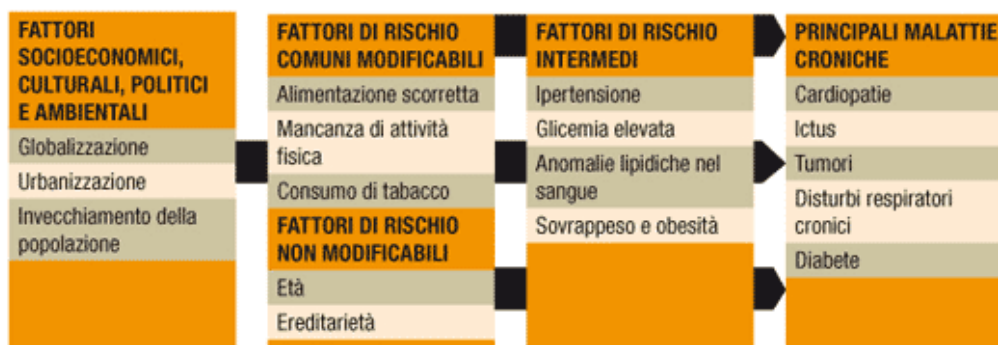 FATTORI
SOCIOECONOMICI,
CULTURALI, POLITICI
E AMBIENTALI
Globalizzazione
Urbanizzazione
Invecchiamento della
popolazione
FATTORI DI RISCHIO
COMUNI MODIFICABILI
Alimentazione scorretta
Mancanza di attività
fisica
Consumo di tabacco
FATTORI DI RISCHIO
NON MODIFICABILI
Età
Ereditarietà
FATTORI DI RISCHIO
INTERMEDI
Ipertensione
Glicemia elevata
Anomalie lipidiche nel
sangue
Sovrappeso e obesità
PRINCIPALI MALATTIE
CRONICHE
Cardiopatie
Ictus
Tumori
Disturbi respiratori
cronici
Diabete